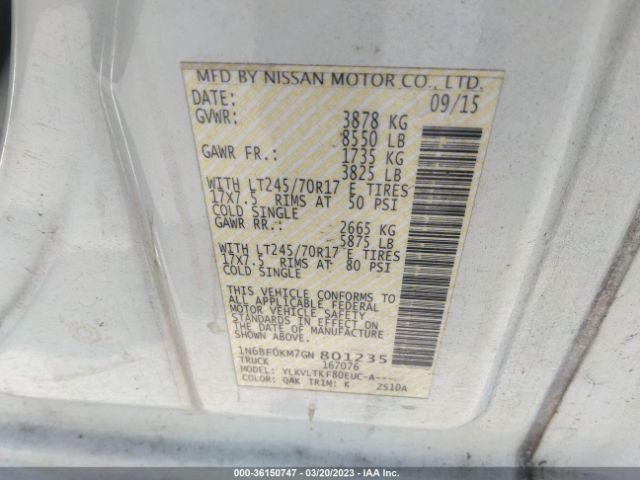 MFD BY NISSAN MOTOR CO., LTD.
DATE: 09/15
GVWR: 3878 KG
8550 LB
GAWR FR.: 1735 KG
3825 LB
WITH LT245/70R17 E TIRES
17X7.5 RIMS AT 50 PSI
COLD SINGLE
GAWR RR.: 2665 KG
5875 LB
WITH LT245/70R17 E TIRES
17X7.5 RIMS AT 80 PSI
COLD SINGLE
THIS VEHICLE CONFORMS TO
ALL APPLICABLE FEDERAL
MOTOR VEHICLE SAFETY
STANDARDS IN EFFECT ON
THE DATE OF MANUFACTURE
SHOWN ABOVE.
1N6BF0KM7GN801235
TRUCK 167076
MODEL: YLKVLTKF80EUC-A----
COLOR: QAK TRIM: K 2S10A
000-36150747 - 03/20/2023 - IAA Inc.